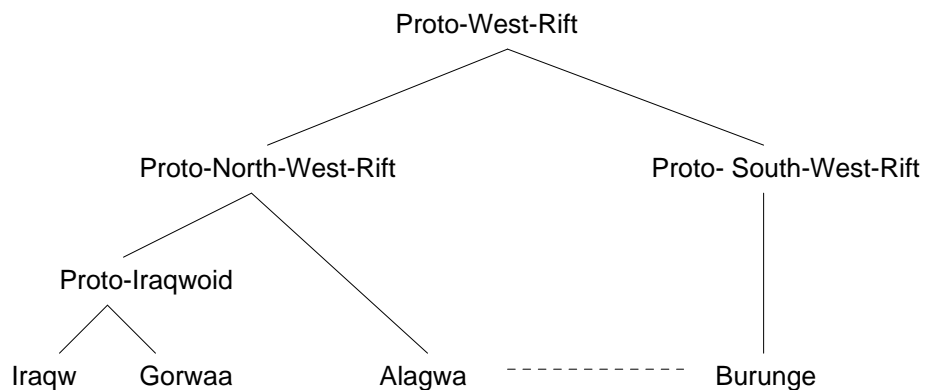 Proto-West-Rift
Proto-North-West-Rift Proto- South-West-Rift
Proto-Iraqwoid
Iraqw Gorwaa Alagwa Burunge